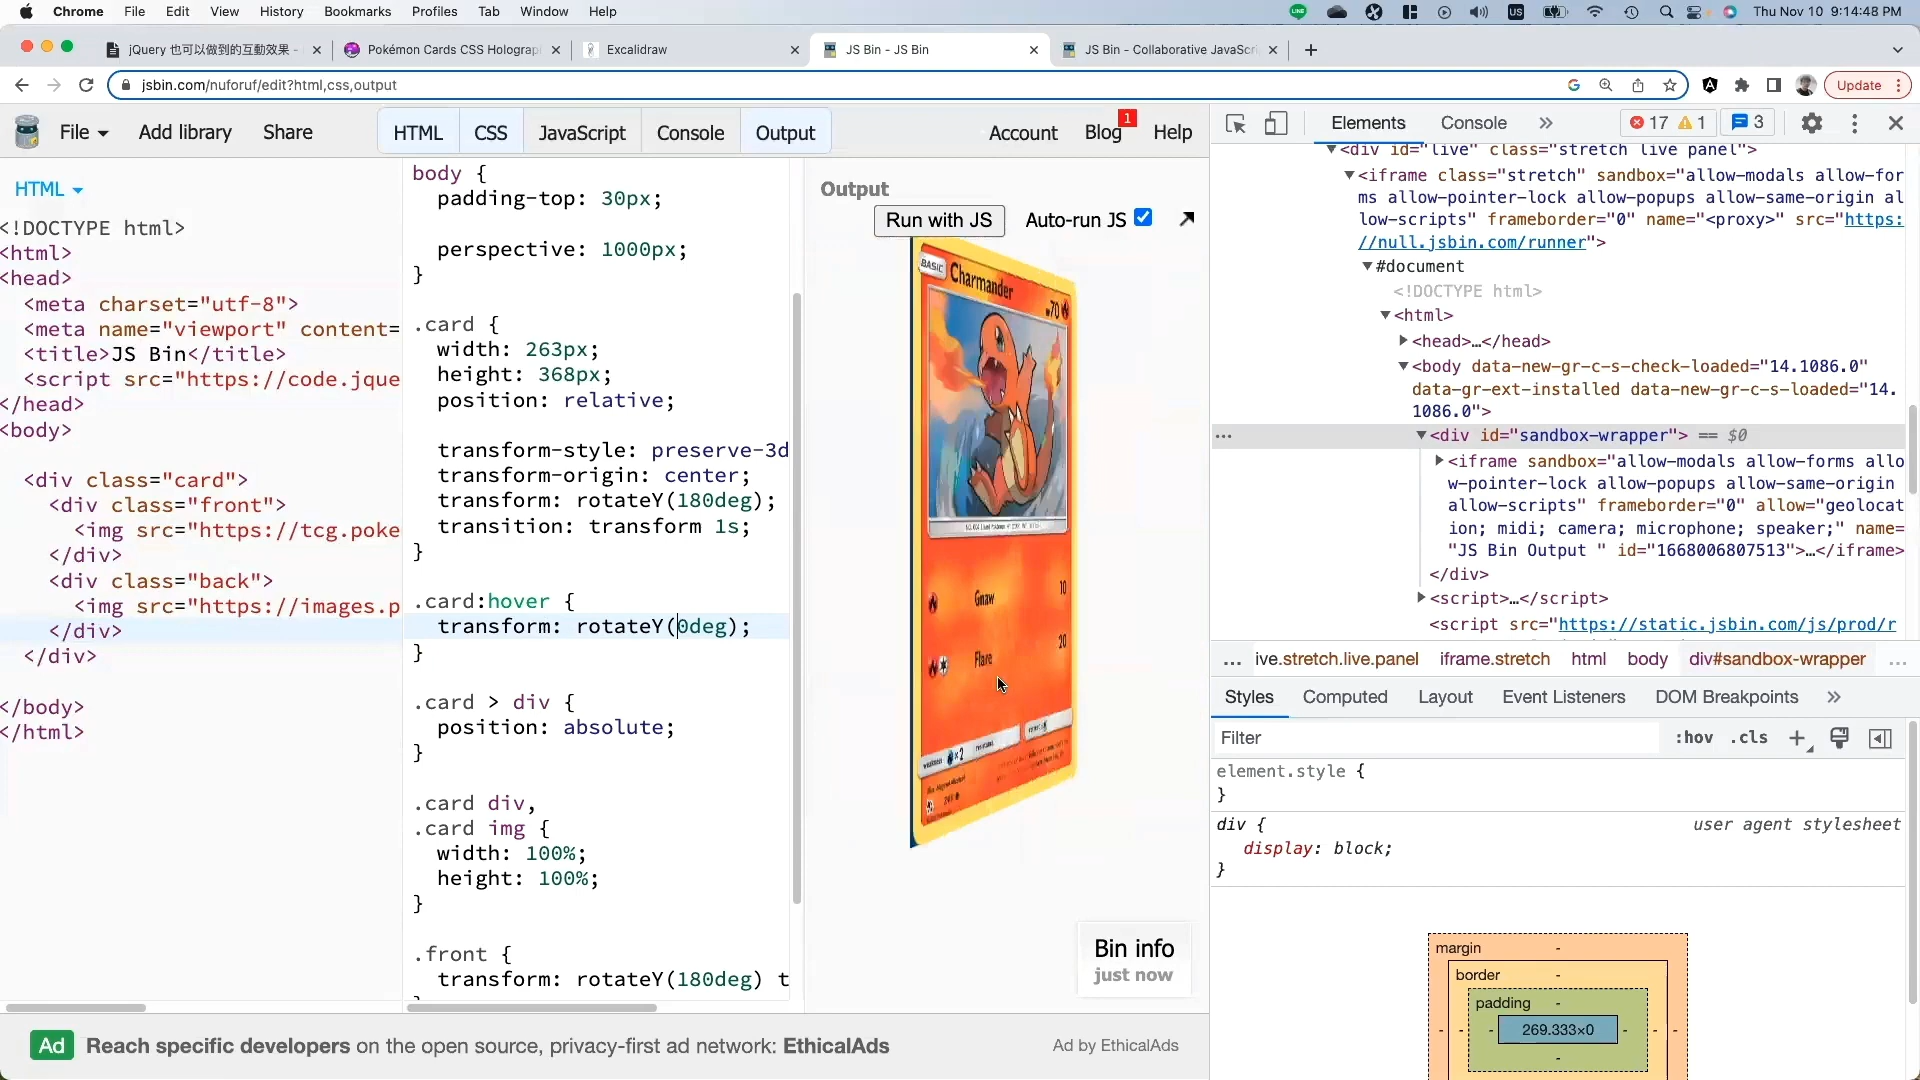 Chrome File Edit View History Bookmarks Profiles Tab Window Help
US
Thu Nov 10 9:14:48 PM
jQuery 也可以做到的互動效果 -
Pokémon Cards CSS Holograph
Excalidraw
JS Bin - JS Bin
JS Bin - Collaborative JavaScri
jsbin.com/nuforuf/edit?html,css,output
Update
File
Add library
Share
HTML
CSS
JavaScript
Console
Output
Account
Blog
1
Help
HTML
<!DOCTYPE html>
<html>
<head>
<meta charset="utf-8">
<meta name="viewport" content=
<title>JS Bin</title>
<script src="https://code.jque
</head>
<body>
<div class="card">
<div class="front">
<img src="https://tcg.poke
</div>
<div class="back">
<img src="https://images.p
</div>
</div>
</body>
</html>
body {
padding-top: 30px;
perspective: 1000px;
}
.card {
width: 263px;
height: 368px;
position: relative;
transform-style: preserve-3d
transform-origin: center;
transform: rotateY(180deg);
transition: transform 1s;
}
.card:hover {
transform: rotateY(0deg);
}
.card > div {
position: absolute;
}
.card div,
.card img {
width: 100%;
height: 100%;
}
.front {
transform: rotateY(180deg) t
Output
Run with JS
Auto-run JS
BASIC
Charmander
70
Gnaw
10
Flare
20
weakness
×2
resistance
Bin info
just now
Ad
Reach specific developers on the open source, privacy-first ad network: EthicalAds
Ad by EthicalAds
Elements
Console
17
1
3
<div id="live" class="stretch live panel">
<iframe class="stretch" sandbox="allow-modals allow-for
ms allow-pointer-lock allow-popups allow-same-origin al
low-scripts" frameborder="0" name="<proxy>" src="https:
//null.jsbin.com/runner">
#document
<!DOCTYPE html>
<html>
<head>…</head>
<body data-new-gr-c-s-check-loaded="14.1086.0"
data-gr-ext-installed data-new-gr-c-s-loaded="14.
1086.0">
… <div id="sandbox-wrapper"> == $0
<iframe sandbox="allow-modals allow-forms allo
w-pointer-lock allow-popups allow-same-origin
allow-scripts" frameborder="0" allow="geolocat
ion; midi; camera; microphone; speaker;" name=
"JS Bin Output " id="1668006807513">…</iframe>
</div>
<script>…</script>
<script src="https://static.jsbin.com/js/prod/r
… ive.stretch.live.panel iframe.stretch html body div#sandbox-wrapper …
Styles
Computed
Layout
Event Listeners
DOM Breakpoints
Filter
:hov .cls
element.style {
}
div {
user agent stylesheet
display: block;
}
margin
-
border
-
padding
-
- - - 269.333×0 - - -
-